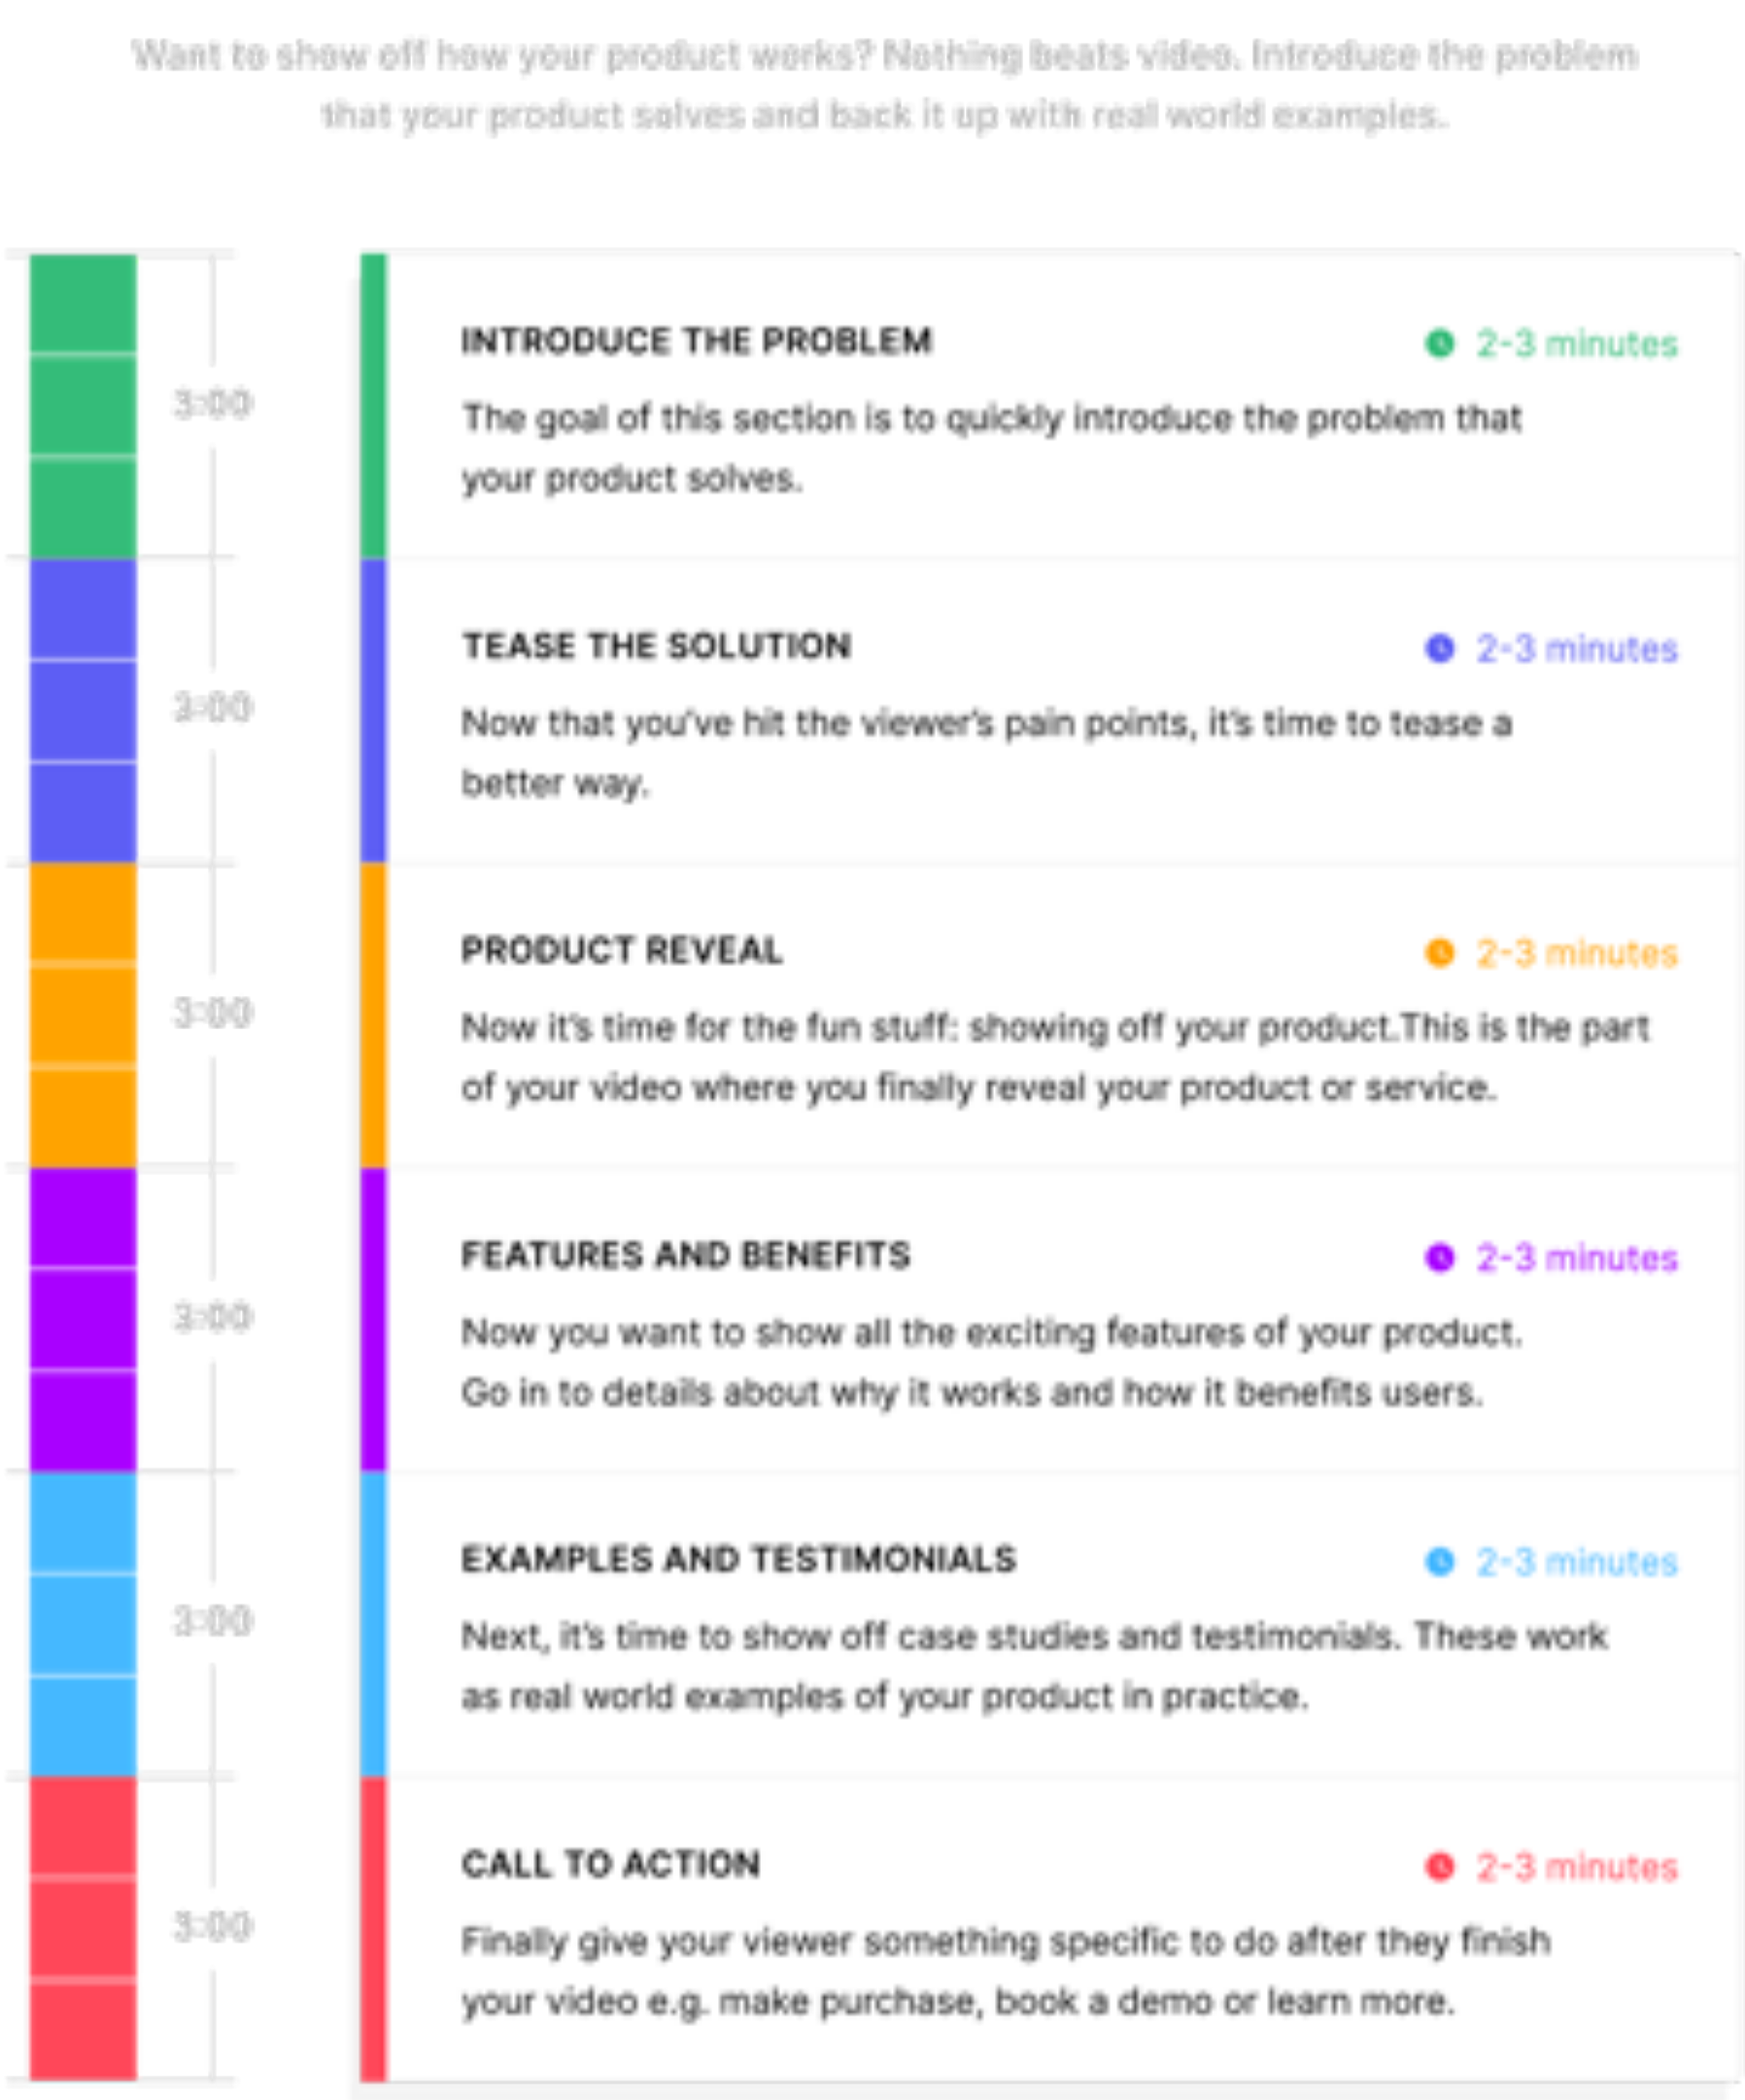 Want to show off how your product works? Nothing beats video. Introduce the problem
that your product solves and back it up with real world examples.
INTRODUCE THE PROBLEM
2-3 minutes
3:00
The goal of this section is to quickly introduce the problem that
your product solves.
TEASE THE SOLUTION
2-3 minutes
3:00
Now that you've hit the viewer's pain points, it's time to tease a
better way.
PRODUCT REVEAL
2-3 minutes
3:00
Now it's time for the fun stuff: showing off your product.This is the part
of your video where you finally reveal your product or service.
FEATURES AND BENEFITS
2-3 minutes
3:00
Now you want to show all the exciting features of your product.
Go in to details about why it works and how it benefits users.
EXAMPLES AND TESTIMONIALS
2-3 minutes
3:00
Next, it's time to show off case studies and testimonials. These work
as real world examples of your product in practice.
CALL TO ACTION
2-3 minutes
3:00
Finally give your viewer something specific to do after they finish
your video e.g. make purchase, book a demo or learn more.